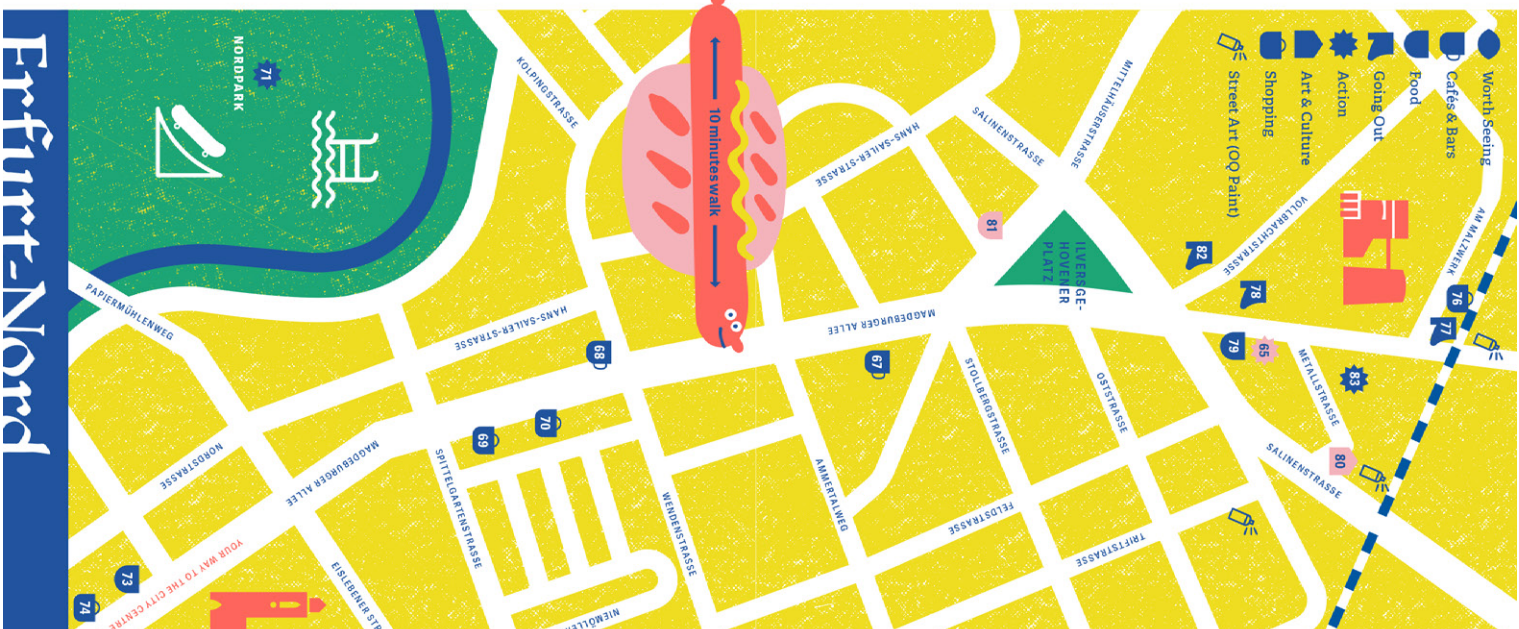 Erfurt-Nord
Worth Seeing
Cafés & Bars
Food
Going Out
Action
Art & Culture
Shopping
Street Art (OQ Paint)
AM MALZWERK
76
77
VOLLBRACHTSTRASSE
82
78
83
METALLSTRASSE
65
79
80
SALINENSTRASSE
MITTELHÄUSERSTRASSE
SALINENSTRASSE
81
ILVERSGE-
HOVENER
PLATZ
OSTSTRASSE
STOLLBERGSTRASSE
TRIFTSTRASSE
FELDSTRASSE
HANS-SAILER-STRASSE
MAGDEBURGER ALLEE
67
AMMERTALWEG
10 minutes walk
KOLPINGSTRASSE
68
HANS-SAILER-STRASSE
70
69
WENDENSTRASSE
SPITTELGARTENSTRASSE
NORDPARK
71
PAPIERMÜHLENWEG
NORDSTRASSE
MAGDEBURGER ALLEE
EISLEBENER STR
YOUR WAY TO THE CITY CENTRE
73
74